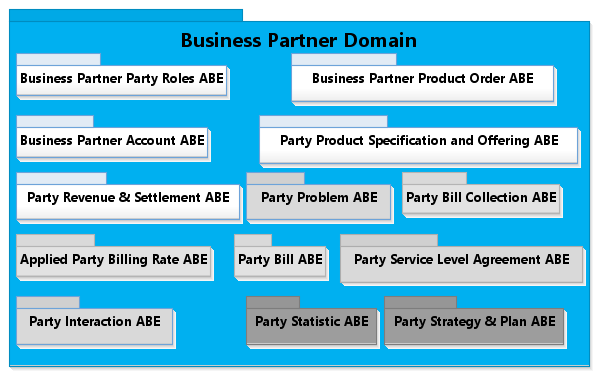 Business Partner Domain
Business Partner Party Roles ABE
Business Partner Product Order ABE
Business Partner Account ABE
Party Product Specification and Offering ABE
Party Revenue & Settlement ABE
Party Problem ABE
Party Bill Collection ABE
Applied Party Billing Rate ABE
Party Bill ABE
Party Service Level Agreement ABE
Party Interaction ABE
Party Statistic ABE
Party Strategy & Plan ABE